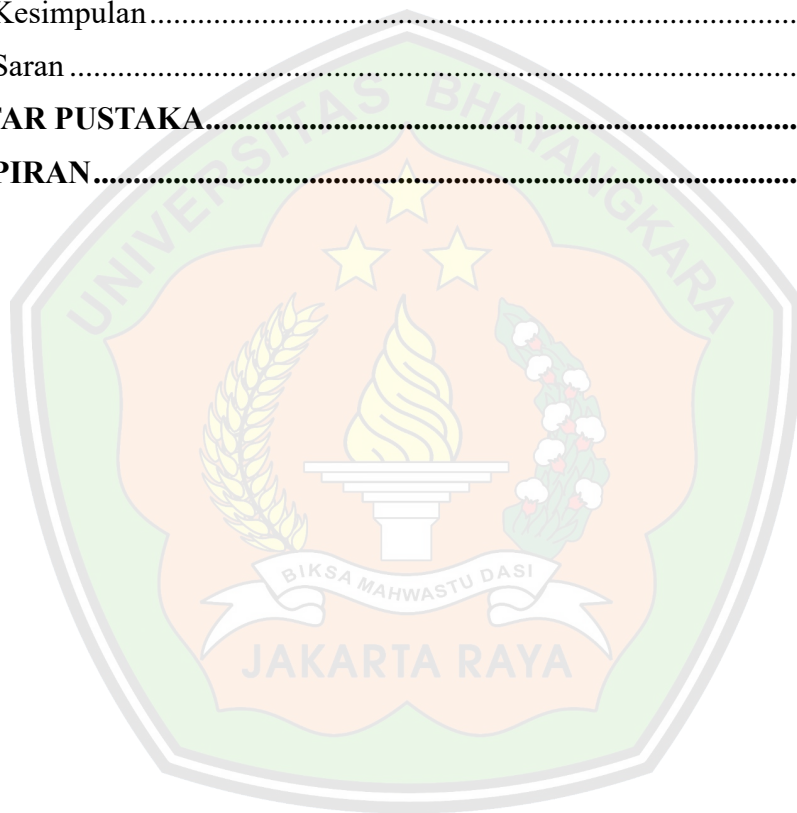 Kesimpulan
Saran
TAR PUSTAKA
PIRAN
UNIVERSITAS BHAYANGKARA
BIKSA MAHWASTU DASI
JAKARTA RAYA